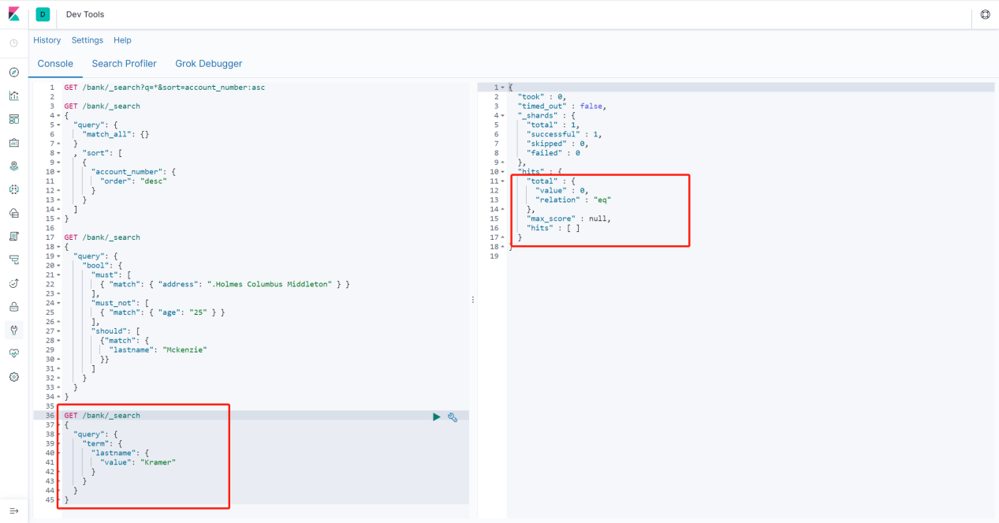 D Dev Tools
History Settings Help
Console Search Profiler Grok Debugger
1 GET /bank/_search?q=*&sort=account_number:asc
2
3 GET /bank/_search
4 {
5 "query": {
6 "match_all": {}
7 }
8 , "sort": [
9 {
10 "account_number": {
11 "order": "desc"
12 }
13 }
14 ]
15 }
16
17 GET /bank/_search
18 {
19 "query": {
20 "bool": {
21 "must": [
22 { "match": { "address": ".Holmes Columbus Middleton" } }
23 ],
24 "must_not": [
25 { "match": { "age": "25" } }
26 ],
27 "should": [
28 {"match": {
29 "lastname": "Mckenzie"
30 }}
31 ]
32 }
33 }
34 }
35
36 GET /bank/_search
37 {
38 "query": {
39 "term": {
40 "lastname": {
41 "value": "Kramer"
42 }
43 }
44 }
45 }
1 {
2 "took" : 0,
3 "timed_out" : false,
4 "_shards" : {
5 "total" : 1,
6 "successful" : 1,
7 "skipped" : 0,
8 "failed" : 0
9 },
10 "hits" : {
11 "total" : {
12 "value" : 0,
13 "relation" : "eq"
14 },
15 "max_score" : null,
16 "hits" : [ ]
17 }
18 }
19